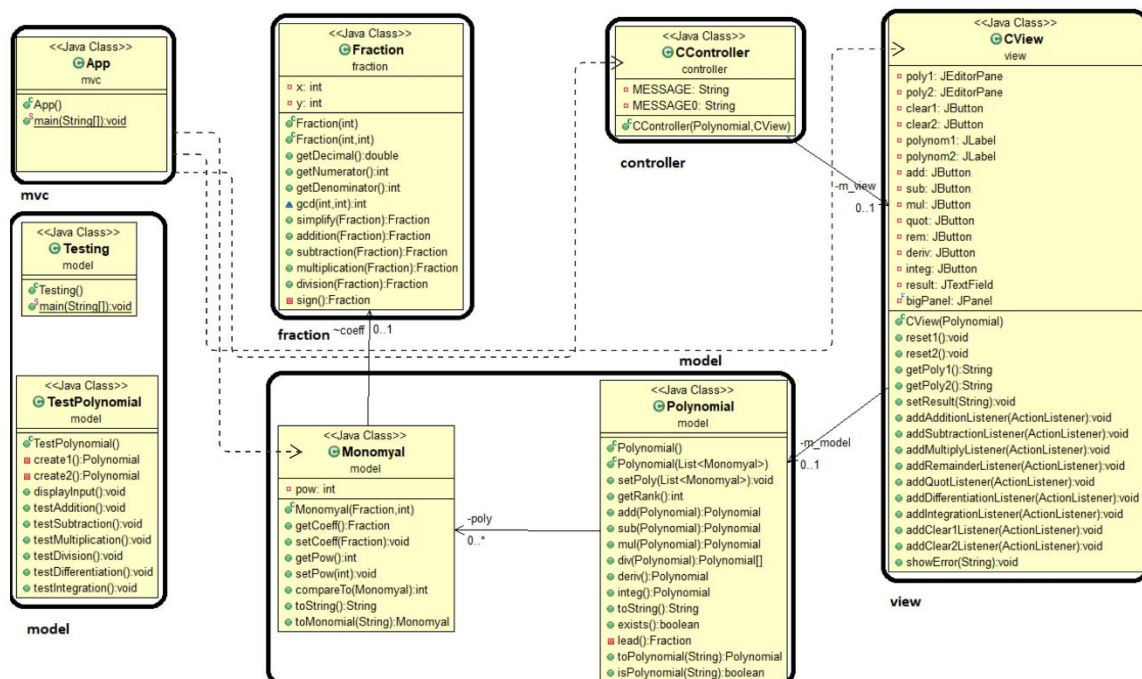 <<Java Class>>
App
mvc
App()
main(String[]):void
mvc
<<Java Class>>
Testing
model
Testing()
main(String[]):void
<<Java Class>>
TestPolynomial
model
TestPolynomial()
create1():Polynomial
create2():Polynomial
displayInput():void
testAddition():void
testSubtraction():void
testMultiplication():void
testDivision():void
testDifferentiation():void
testIntegration():void
model
<<Java Class>>
Fraction
fraction
x: int
y: int
Fraction(int)
Fraction(int,int)
getDecimal():double
getNumerator():int
getDenominator():int
gcd(int,int):int
simplify(Fraction):Fraction
addition(Fraction):Fraction
subtraction(Fraction):Fraction
multiplication(Fraction):Fraction
division(Fraction):Fraction
sign():Fraction
fraction
~coeff 0..1
<<Java Class>>
CController
controller
MESSAGE: String
MESSAGE0: String
CController(Polynomial,CView)
controller
-m_view
0..1
model
<<Java Class>>
Monomyal
model
pow: int
Monomyal(Fraction,int)
getCoeff():Fraction
setCoeff(Fraction):void
getPow():int
setPow(int):void
compareTo(Monomyal):int
toString():String
toMonomial(String):Monomyal
-poly
0..*
<<Java Class>>
Polynomial
model
Polynomial()
Polynomial(List<Monomyal>)
setPoly(List<Monomyal>):void
getRank():int
add(Polynomial):Polynomial
sub(Polynomial):Polynomial
mul(Polynomial):Polynomial
div(Polynomial):Polynomial[]
deriv():Polynomial
integ():Polynomial
toString():String
exists():boolean
lead():Fraction
toPolynomial(String):Polynomial
isPolynomial(String):boolean
-m_model
0..1
<<Java Class>>
CView
view
poly1: JEditorPane
poly2: JEditorPane
clear1: JButton
clear2: JButton
polynom1: JLabel
polynom2: JLabel
add: JButton
sub: JButton
mul: JButton
quot: JButton
rem: JButton
deriv: JButton
integ: JButton
result: JTextField
bigPanel: JPanel
CView(Polynomial)
reset1():void
reset2():void
getPoly1():String
getPoly2():String
setResult(String):void
addAdditionListener(ActionListener):void
addSubtractionListener(ActionListener):void
addMultiplyListener(ActionListener):void
addRemainderListener(ActionListener):void
addQuotListener(ActionListener):void
addDifferentiationListener(ActionListener):void
addIntegrationListener(ActionListener):void
addClear1Listener(ActionListener):void
addClear2Listener(ActionListener):void
showError(String):void
view